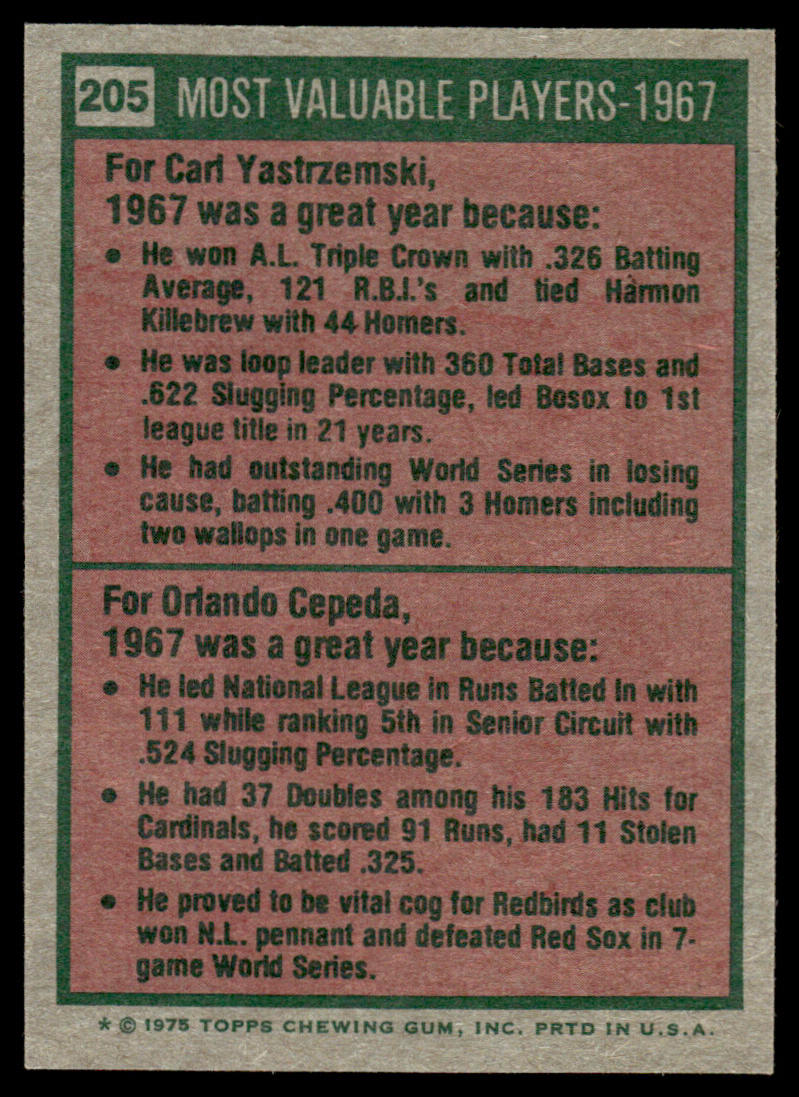 205 MOST VALUABLE PLAYERS-1967
For Carl Yastrzemski,
1967 was a great year because:
• He won A.L. Triple Crown with .326 Batting
Average, 121 R.B.I.'s and tied Harmon
Killebrew with 44 Homers.
• He was loop leader with 360 Total Bases and
.622 Slugging Percentage, led Bosox to 1st
league title in 21 years.
• He had outstanding World Series in losing
cause, batting .400 with 3 Homers including
two wallops in one game.
For Orlando Cepeda,
1967 was a great year because:
• He led National League in Runs Batted In with
111 while ranking 5th in Senior Circuit with
.524 Slugging Percentage.
• He had 37 Doubles among his 183 Hits for
Cardinals, he scored 91 Runs, had 11 Stolen
Bases and Batted .325.
• He proved to be vital cog for Redbirds as club
won N.L. pennant and defeated Red Sox in 7-
game World Series.
* © 1975 TOPPS CHEWING GUM, INC. PRTD IN U.S.A.